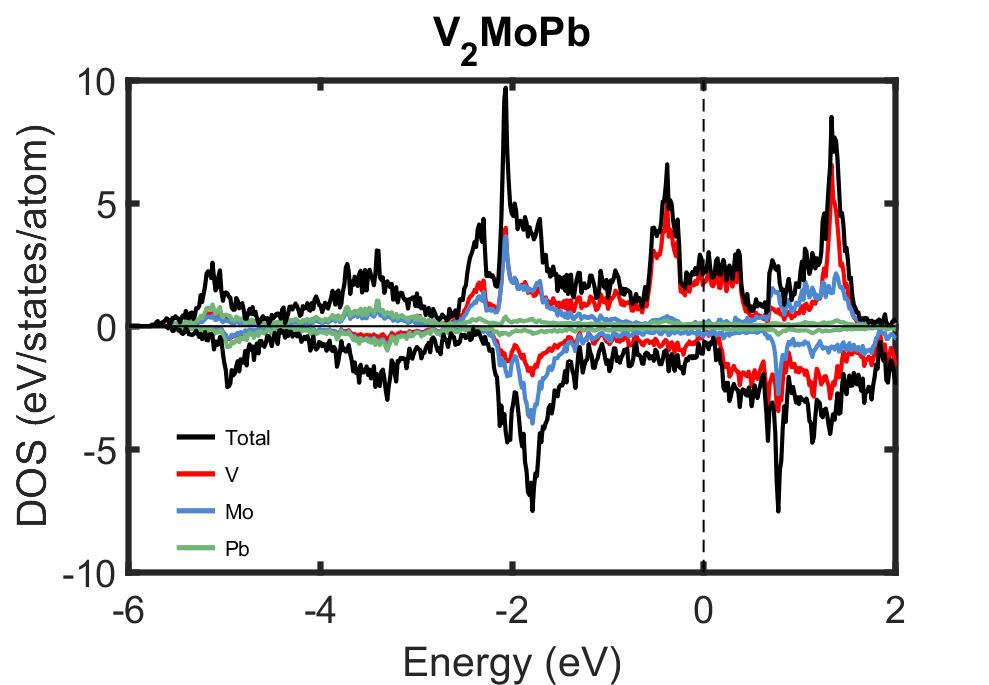 V2MoPb
10
5
0
-5
-10
DOS (eV/states/atom)
Total
V
Mo
Pb
-6 -4 -2 0 2
Energy (eV)